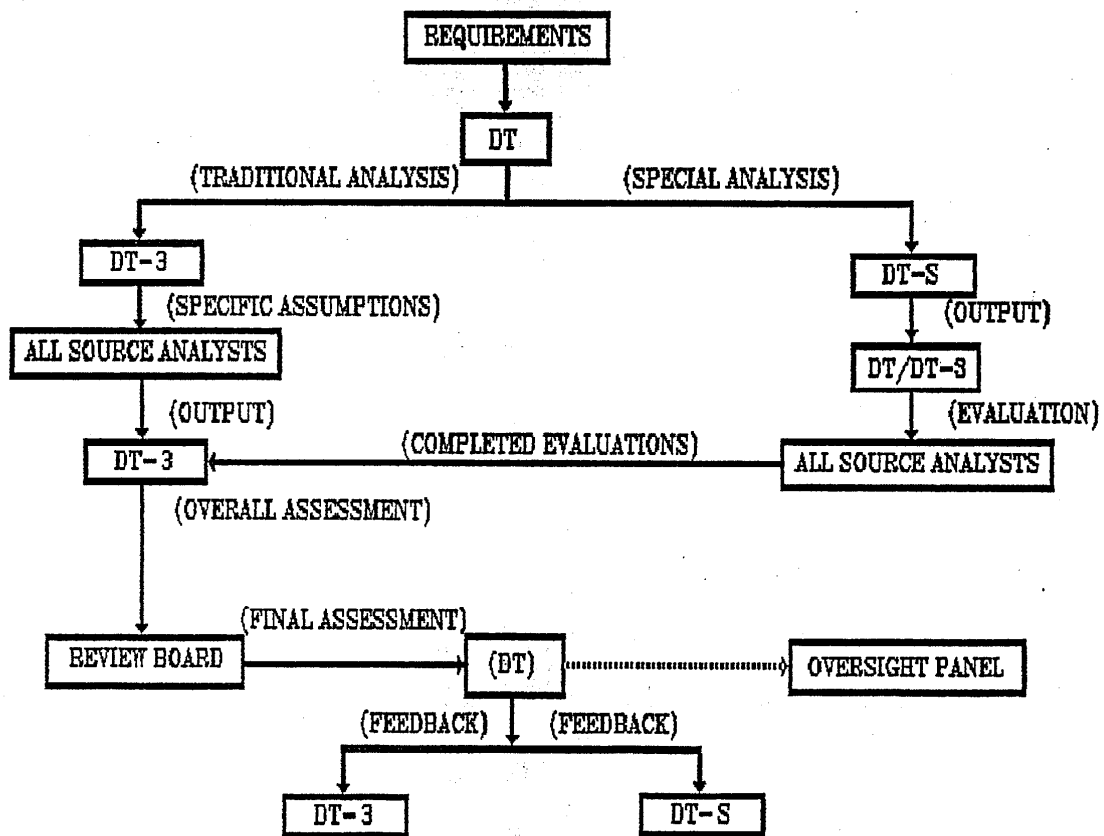 REQUIREMENTS
DT
(TRADITIONAL ANALYSIS)
(SPECIAL ANALYSIS)
DT-3
DT-S
(SPECIFIC ASSUMPTIONS)
(OUTPUT)
ALL SOURCE ANALYSTS
DT/DT-S
(OUTPUT)
(EVALUATION)
DT-3
(COMPLETED EVALUATIONS)
ALL SOURCE ANALYSTS
(OVERALL ASSESSMENT)
(FINAL ASSESSMENT)
REVIEW BOARD
(DT)
OVERSIGHT PANEL
(FEEDBACK)
(FEEDBACK)
DT-3
DT-S